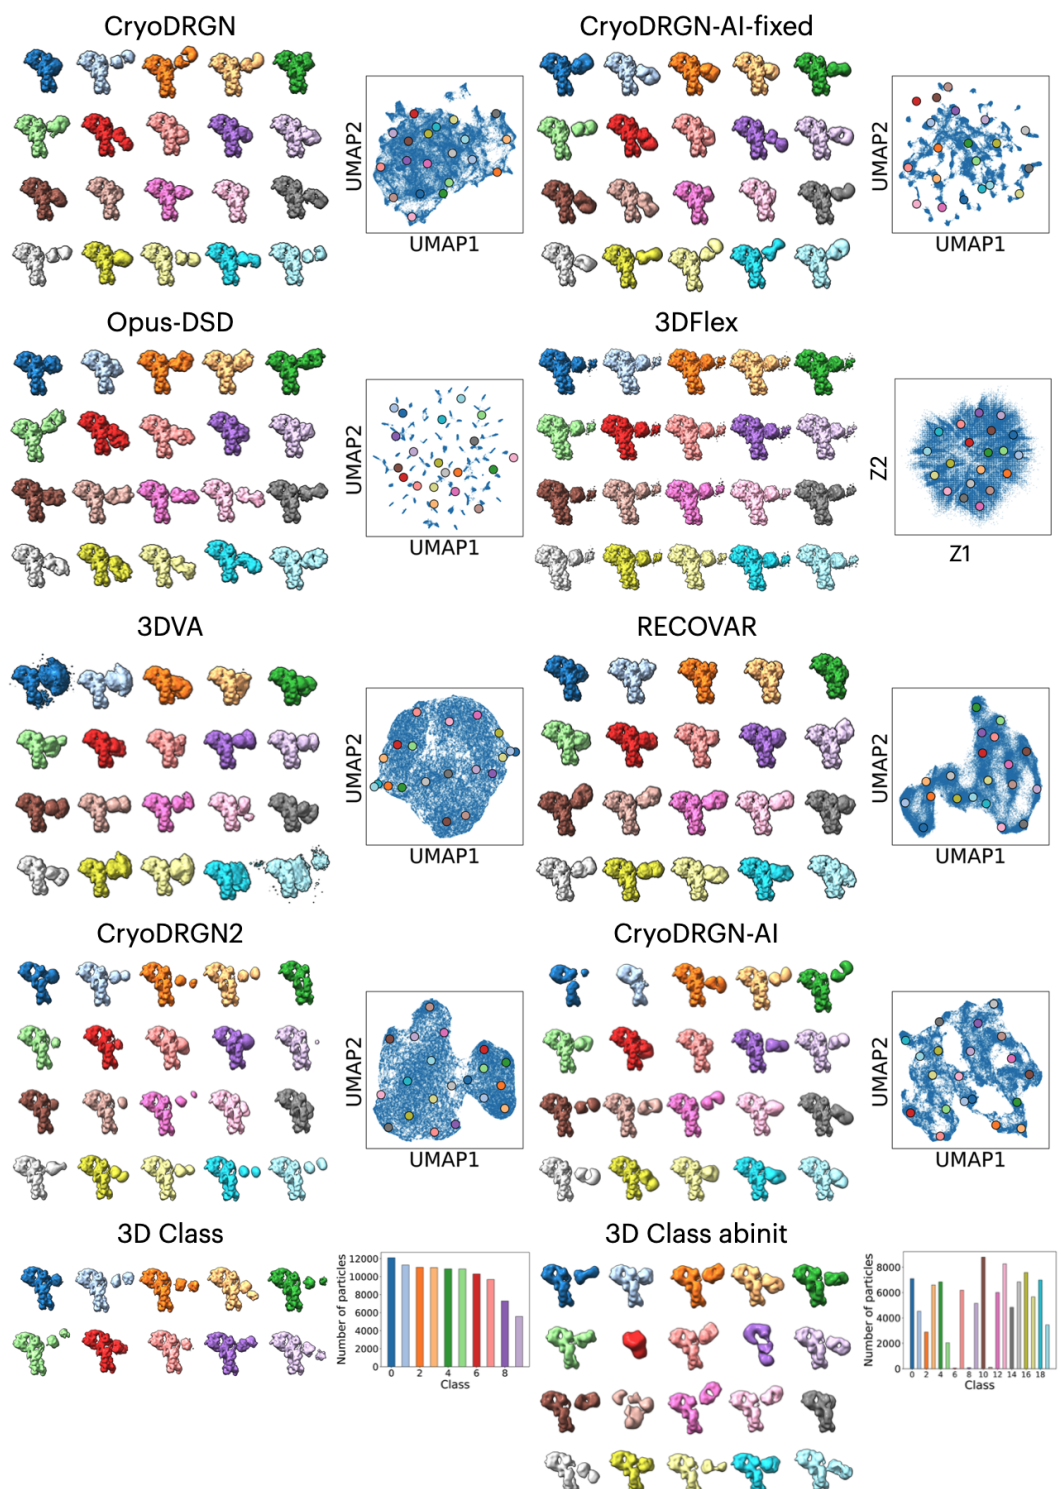 CryoDRGN
CryoDRGN-AI-fixed
UMAP2
UMAP1
UMAP2
UMAP1
Opus-DSD
3DFlex
UMAP2
UMAP1
Z2
Z1
3DVA
RECOVAR
UMAP2
UMAP1
UMAP2
UMAP1
CryoDRGN2
CryoDRGN-AI
UMAP2
UMAP1
UMAP2
UMAP1
3D Class
3D Class abinit
Number of particles
12000
10000
8000
6000
4000
2000
0
0 2 4 6 8
Class
Number of particles
8000
6000
4000
2000
0
0 2 4 6 8 10 12 14 16 18
Class